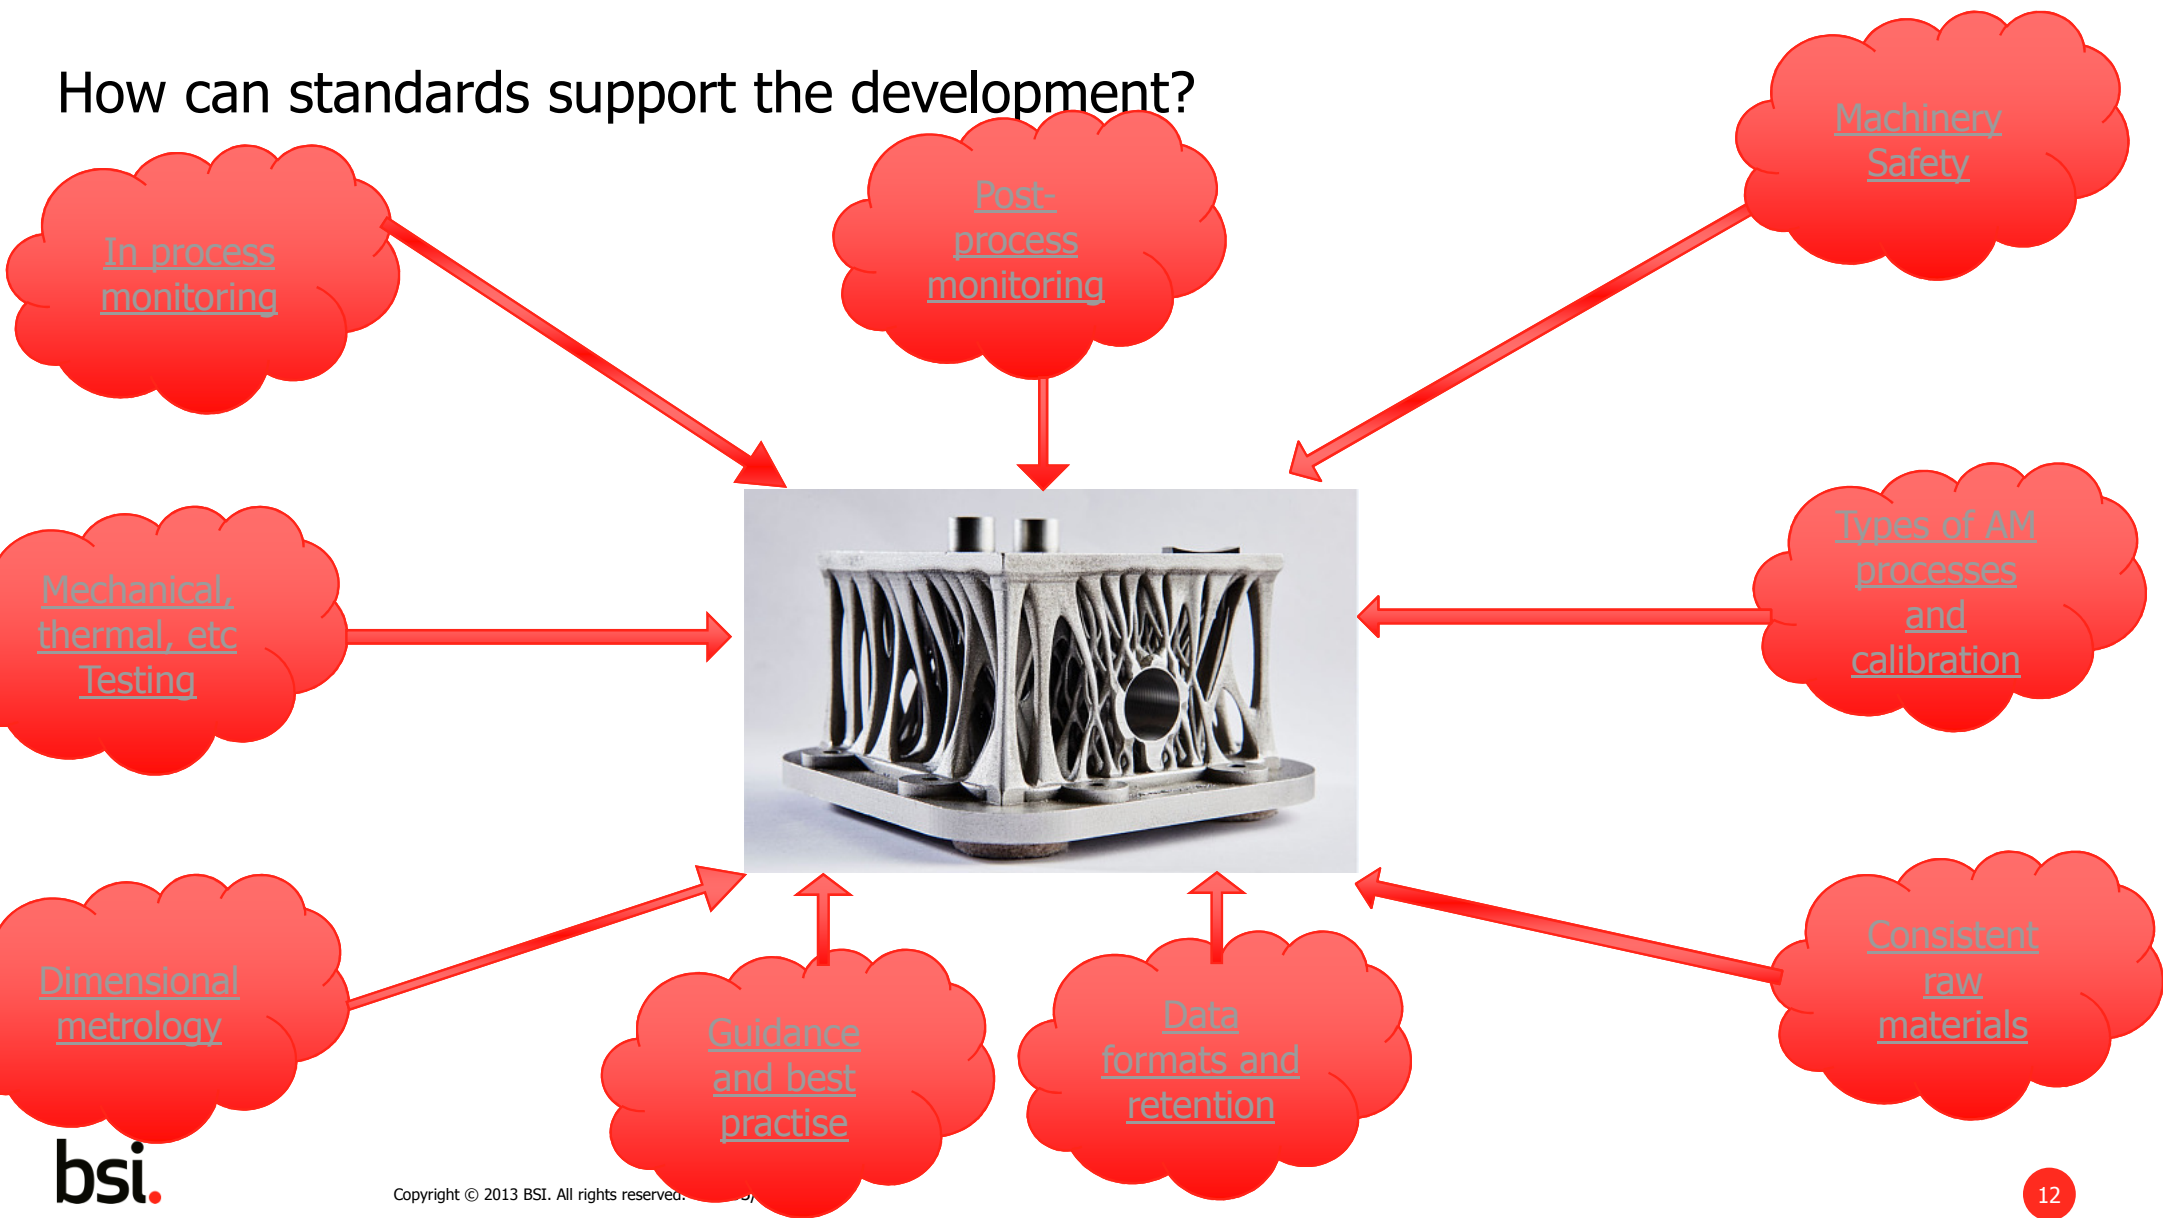 How can standards support the development?
Machinery
Safety
Post-
process
monitoring
In process
monitoring
Types of AM
processes
and
calibration
Mechanical,
thermal, etc
Testing
Consistent
raw
materials
Dimensional
metrology
Guidance
and best
practise
Data
formats and
retention
bsi.
Copyright © 2013 BSI. All rights reserved.
12